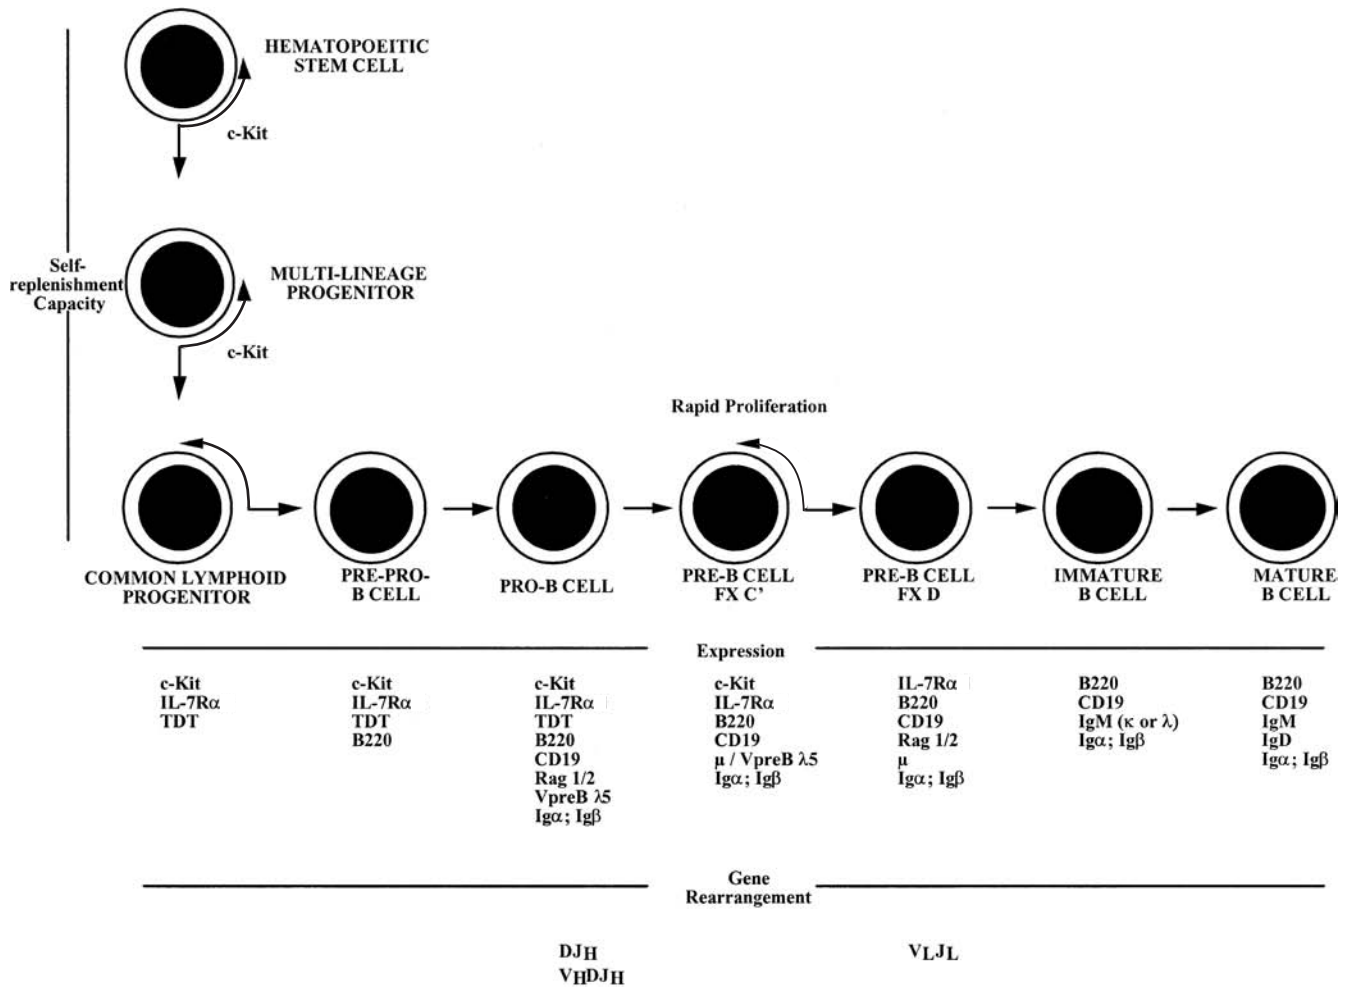 HEMATOPOEITIC
STEM CELL
c-Kit
Self-
replenishment
Capacity
MULTI-LINEAGE
PROGENITOR
c-Kit
Rapid Proliferation
COMMON LYMPHOID
PROGENITOR
PRE-PRO-
B CELL
PRO-B CELL
PRE-B CELL
FX C’
PRE-B CELL
FX D
IMMATURE
B CELL
MATURE
B CELL
Expression
c-Kit
IL-7Rα
TDT
c-Kit
IL-7Rα
TDT
B220
c-Kit
IL-7Rα
TDT
B220
CD19
Rag 1/2
VpreB λ5
Igα; Igβ
c-Kit
IL-7Rα
B220
CD19
μ / VpreB λ5
Igα; Igβ
IL-7Rα
B220
CD19
Rag 1/2
μ
Igα; Igβ
B220
CD19
IgM (κ or λ)
Igα; Igβ
B220
CD19
IgM
IgD
Igα; Igβ
Gene
Rearrangement
DJH
VHDJH
VLJL